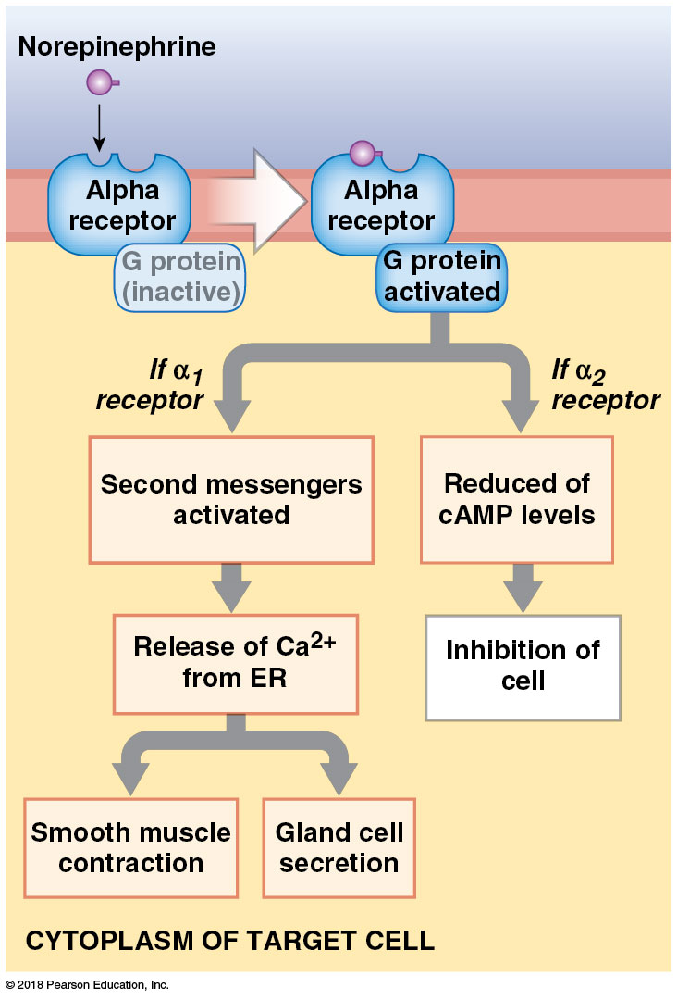 Norepinephrine
Alpha
receptor
Alpha
receptor
G protein
(inactive)
G protein
activated
If α1
receptor
If α2
receptor
Second messengers
activated
Reduced of
cAMP levels
Release of Ca2+
from ER
Inhibition of
cell
Smooth muscle
contraction
Gland cell
secretion
CYTOPLASM OF TARGET CELL
© 2018 Pearson Education, Inc.